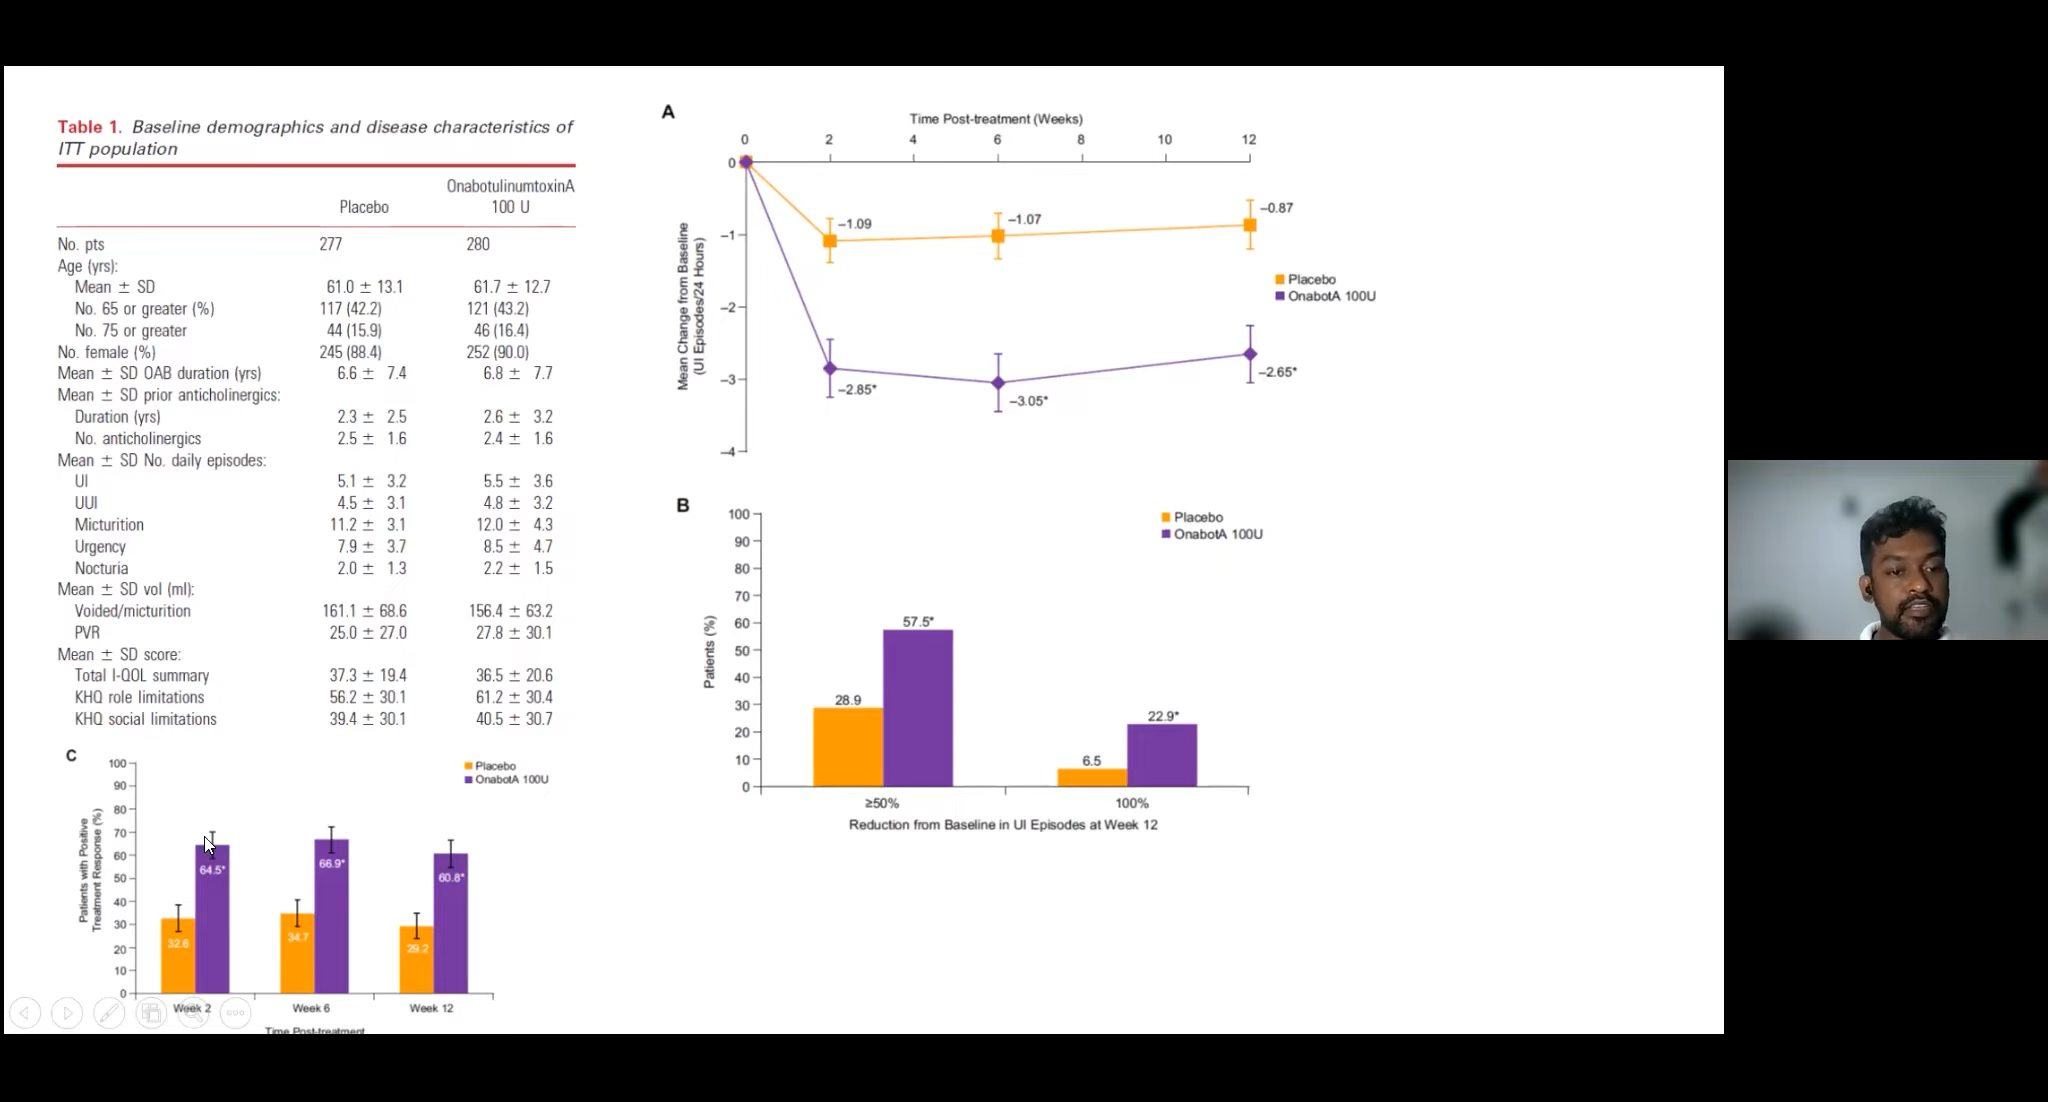 Table 1. Baseline demographics and disease characteristics of
ITT population
OnabotulinumtoxinA
Placebo 100 U
No. pts 277 280
Age (yrs):
Mean ± SD 61.0 ± 13.1 61.7 ± 12.7
No. 65 or greater (%) 117 (42.2) 121 (43.2)
No. 75 or greater 44 (15.9) 46 (16.4)
No. female (%) 245 (88.4) 252 (90.0)
Mean ± SD OAB duration (yrs) 6.6 ± 7.4 6.8 ± 7.7
Mean ± SD prior anticholinergics:
Duration (yrs) 2.3 ± 2.5 2.6 ± 3.2
No. anticholinergics 2.5 ± 1.6 2.4 ± 1.6
Mean ± SD No. daily episodes:
UI 5.1 ± 3.2 5.5 ± 3.6
UUI 4.5 ± 3.1 4.8 ± 3.2
Micturition 11.2 ± 3.1 12.0 ± 4.3
Urgency 7.9 ± 3.7 8.5 ± 4.7
Nocturia 2.0 ± 1.3 2.2 ± 1.5
Mean ± SD vol (ml):
Voided/micturition 161.1 ± 68.6 156.4 ± 63.2
PVR 25.0 ± 27.0 27.8 ± 30.1
Mean ± SD score:
Total I-QOL summary 37.3 ± 19.4 36.5 ± 20.6
KHQ role limitations 56.2 ± 30.1 61.2 ± 30.4
KHQ social limitations 39.4 ± 30.1 40.5 ± 30.7
A
Time Post-treatment (Weeks)
0 2 4 6 8 10 12
0
–1
–2
–3
–4
Mean Change from Baseline
(UI Episodes/24 Hours)
–1.09
–1.07
–0.87
–2.85*
–3.05*
–2.65*
Placebo
OnabotA 100U
B
100
90
80
70
60
50
40
30
20
10
0
Patients (%)
Placebo
OnabotA 100U
28.9
57.5*
6.5
22.9*
≥50% 100%
Reduction from Baseline in UI Episodes at Week 12
C
100
90
80
70
60
50
40
30
20
10
0
Patients with Positive
Treatment Response (%)
Placebo
OnabotA 100U
32.6
64.5*
34.7
66.9*
29.2
60.8*
Week 2 Week 6 Week 12
Time Post-treatment